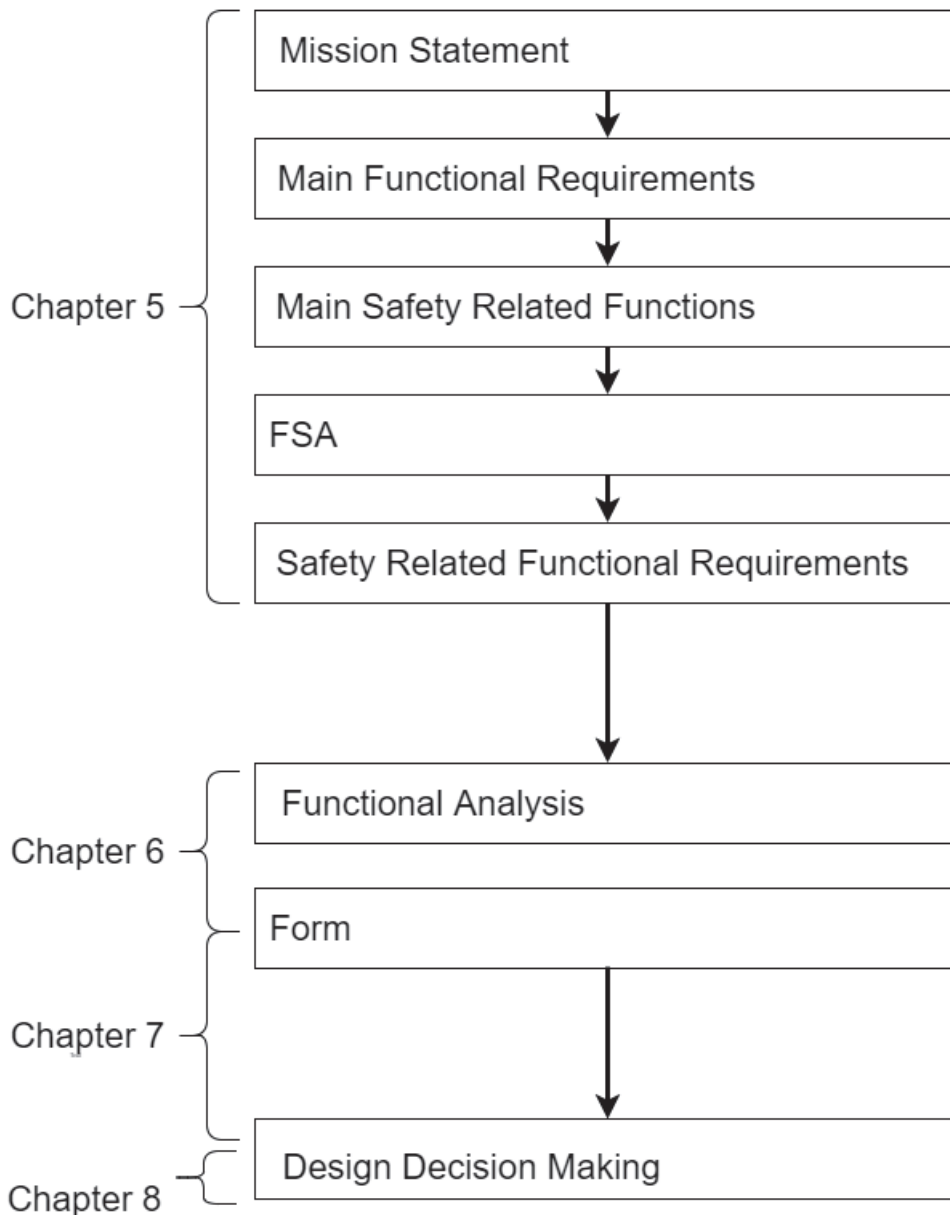 Mission Statement
Main Functional Requirements
Main Safety Related Functions
Chapter 5
FSA
Safety Related Functional Requirements
Functional Analysis
Chapter 6
Form
Chapter 7
Design Decision Making
Chapter 8